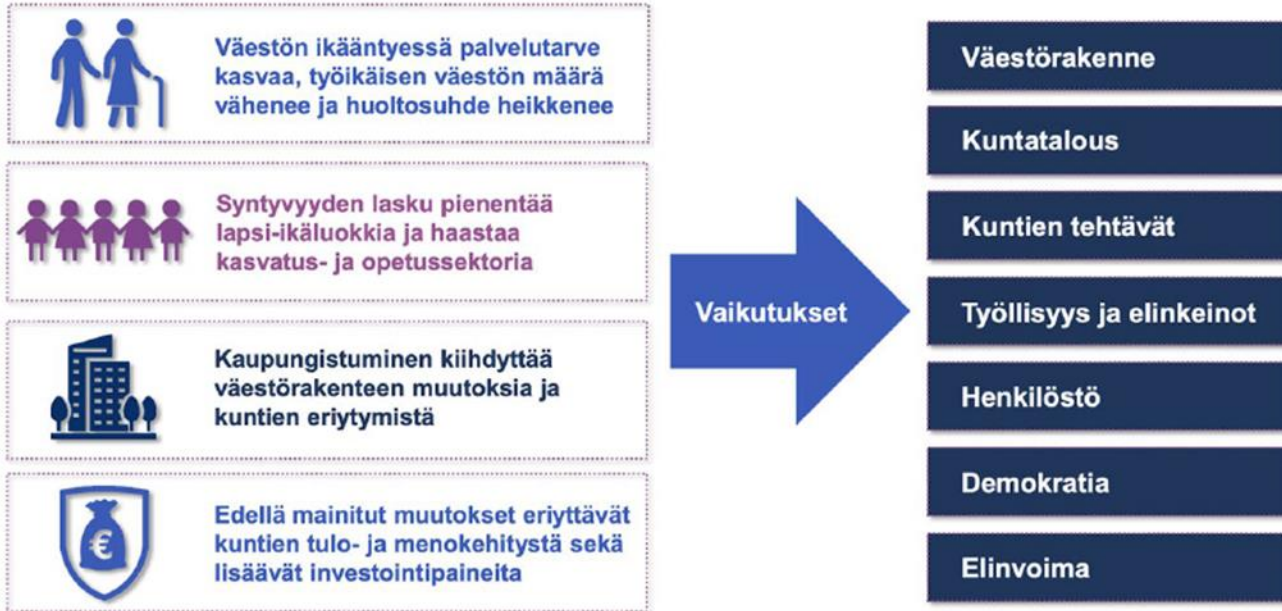 Väestön ikääntyessä palvelutarve
kasvaa, työikäisen väestön määrä
vähenee ja huoltosuhde heikkenee
Syntyvyyden lasku pienentää
lapsi-ikäluokkia ja haastaa
kasvatus- ja opetussektoria
Kaupungistuminen kiihdyttää
väestörakenteen muutoksia ja
kuntien eriytymistä
€
Edellä mainitut muutokset eriyttävät
kuntien tulo- ja menokehitystä sekä
lisäävät investointipaineita
Vaikutukset
Väestörakenne
Kuntatalous
Kuntien tehtävät
Työllisyys ja elinkeinot
Henkilöstö
Demokratia
Elinvoima